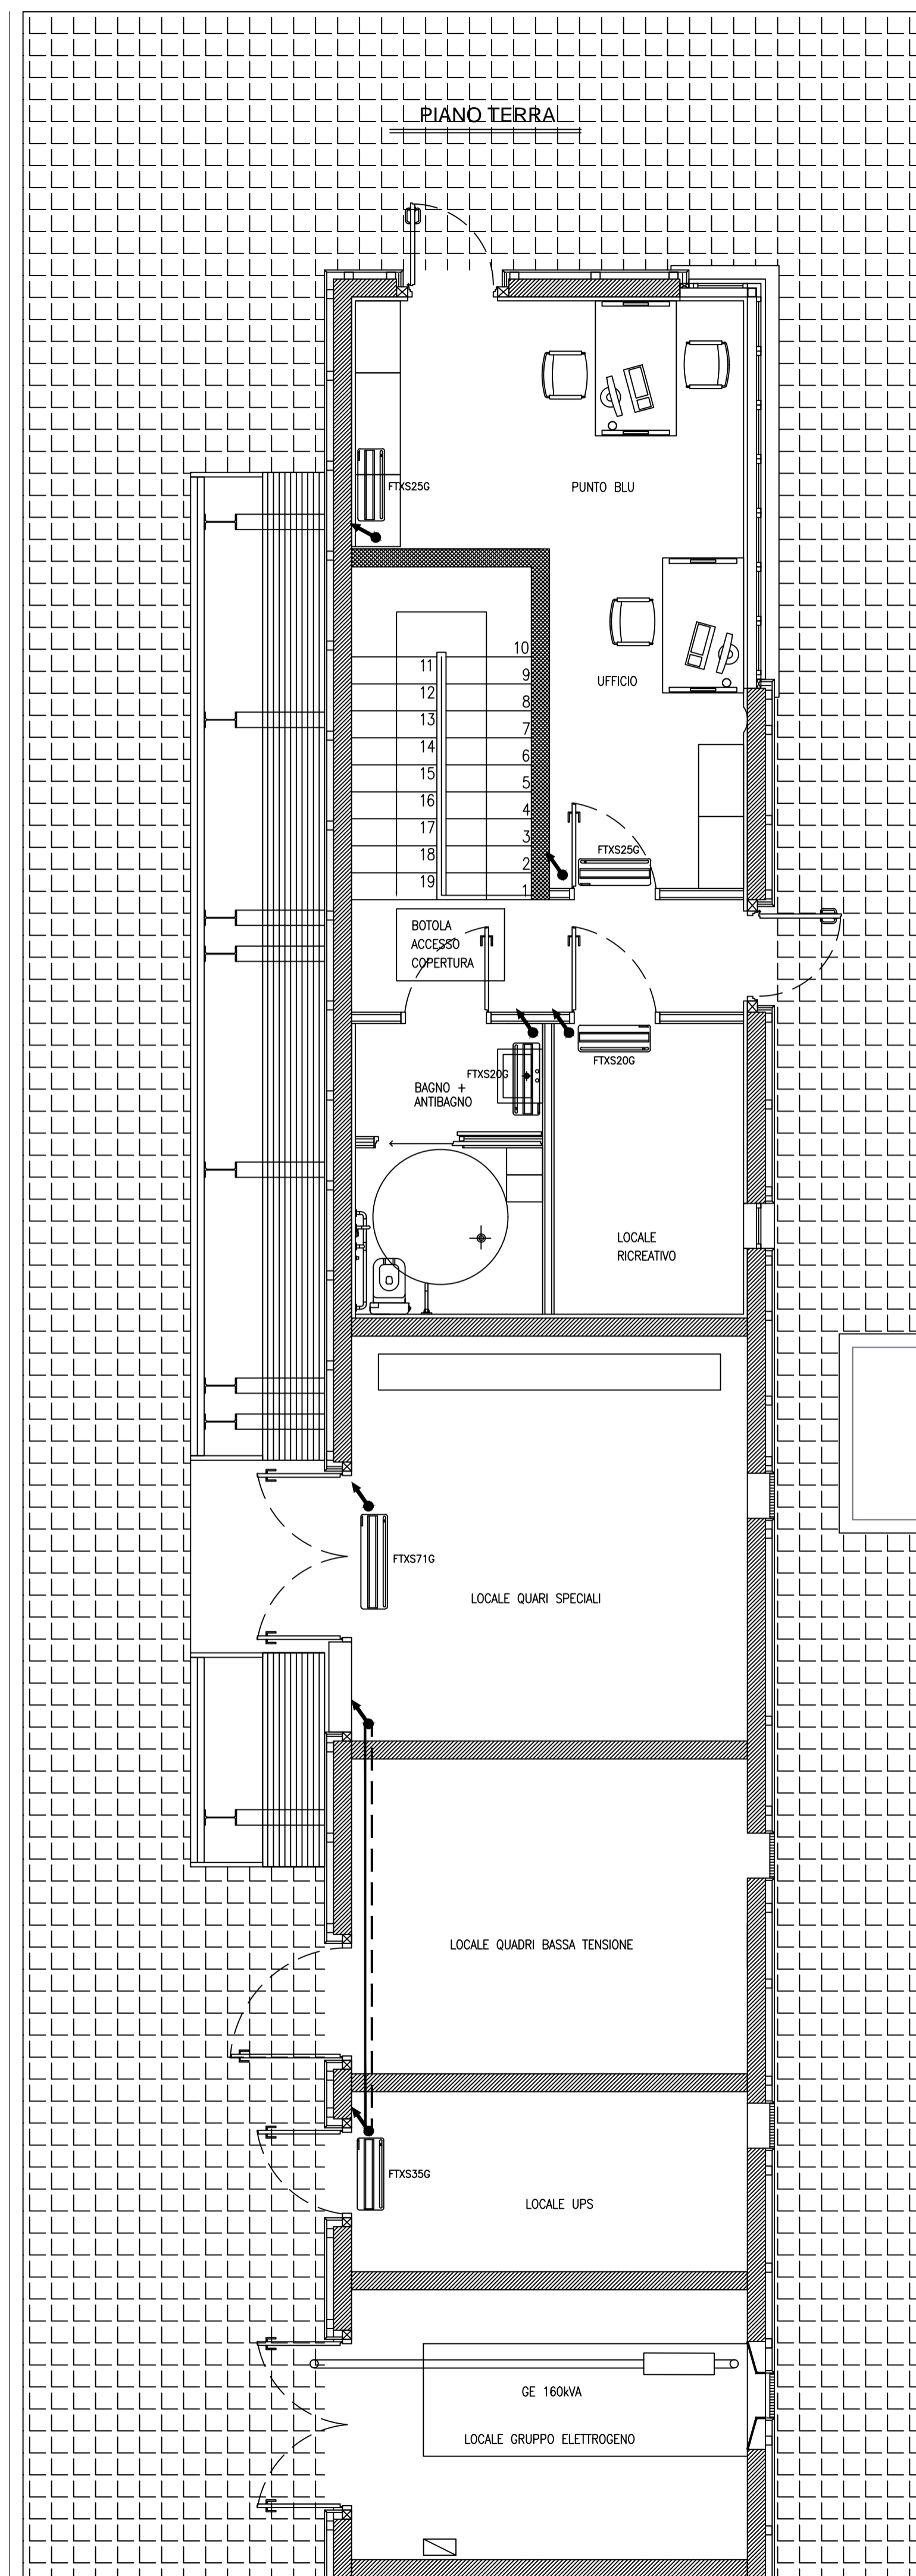 PIANO TERRA
FTXS25G
PUNTO BLU
10
11
9
12
8
13
7
14
6
15
5
16
4
17
3
18
2
19
1
UFFICIO
FTXS25G
BOTOLA
ACCESSO
COPERTURA
FTXS20G
FTXS20G
BAGNO +
ANTIBAGNO
LOCALE
RICREATIVO
FTXS71G
LOCALE QUARI SPECIALI
LOCALE QUADRI BASSA TENSIONE
FTXS35G
LOCALE UPS
GE 160kVA
LOCALE GRUPPO ELETTROGENO